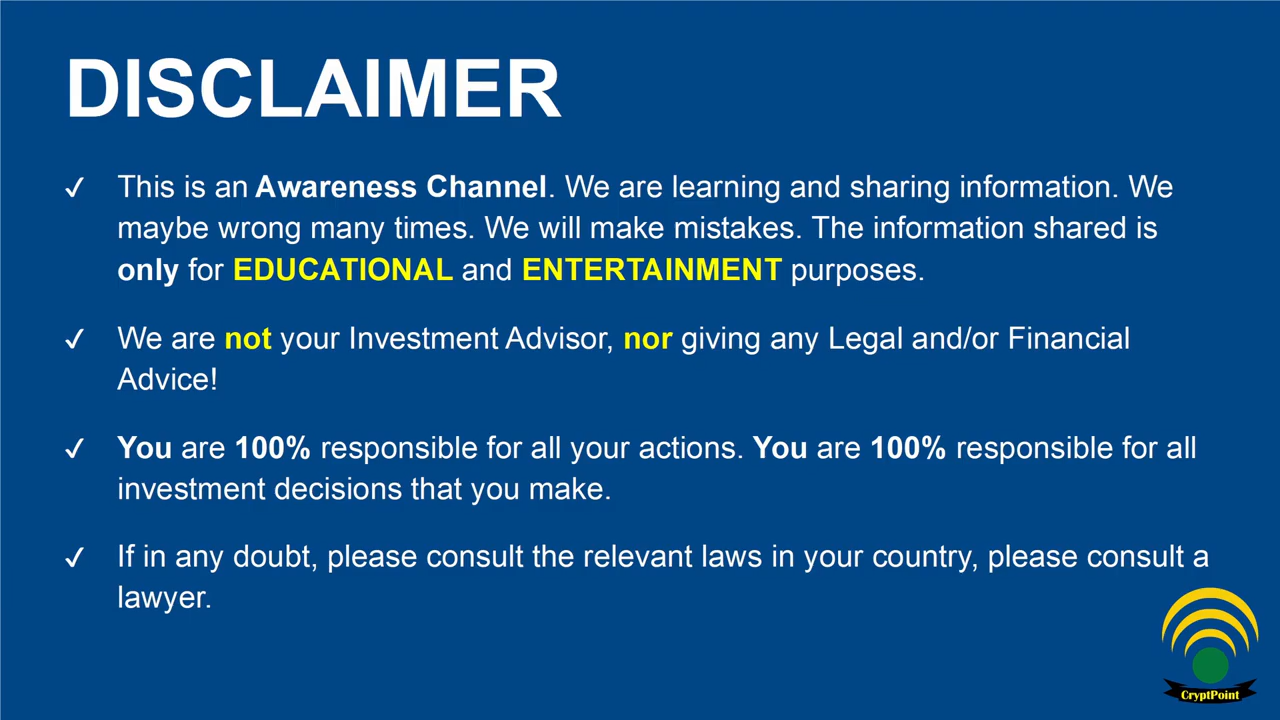 DISCLAIMER
✓ This is an Awareness Channel. We are learning and sharing information. We
maybe wrong many times. We will make mistakes. The information shared is
only for EDUCATIONAL and ENTERTAINMENT purposes.
✓ We are not your Investment Advisor, nor giving any Legal and/or Financial
Advice!
✓ You are 100% responsible for all your actions. You are 100% responsible for all
investment decisions that you make.
✓ If in any doubt, please consult the relevant laws in your country, please consult a
lawyer.
CryptPoint